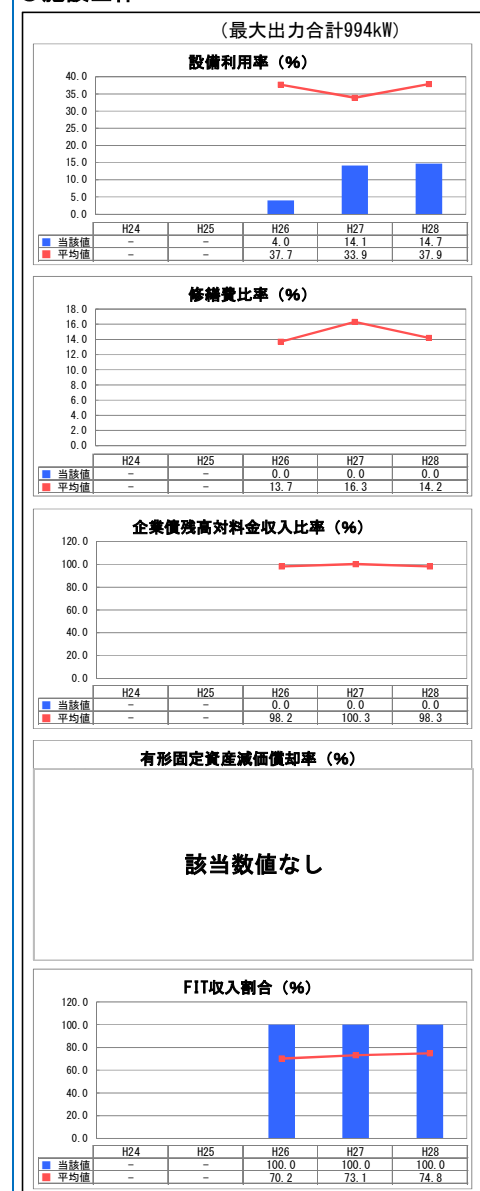 (最大出力合計994kW)
設備利用率（%）
40.0
35.0
30.0
25.0
20.0
15.0
10.0
5.0
0.0
H24 H25 H26 H27 H28
当該値 － － 4.0 14.1 14.7
平均値 － － 37.7 33.9 37.9
修繕費比率（%）
18.0
16.0
14.0
12.0
10.0
8.0
6.0
4.0
2.0
0.0
H24 H25 H26 H27 H28
当該値 － － 0.0 0.0 0.0
平均値 － － 13.7 16.3 14.2
企業債残高対料金収入比率（%）
120.0
100.0
80.0
60.0
40.0
20.0
0.0
H24 H25 H26 H27 H28
当該値 － － 0.0 0.0 0.0
平均値 － － 98.2 100.3 98.3
有形固定資産減価償却率（%）
該当数値なし
FIT収入割合（%）
120.0
100.0
80.0
60.0
40.0
20.0
0.0
H24 H25 H26 H27 H28
当該値 － － 100.0 100.0 100.0
平均値 － － 70.2 73.1 74.8